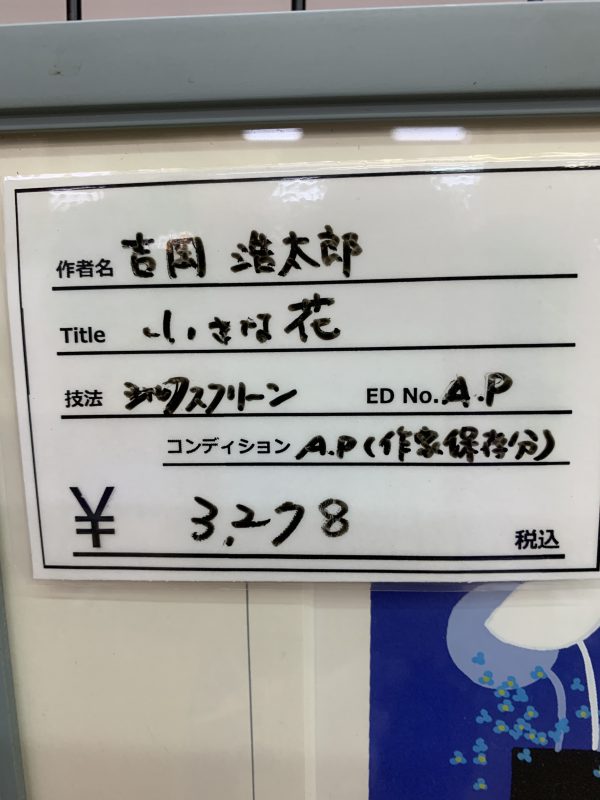 作者名 吉岡 浩太郎
Title 小さな花
技法 シルクスクリーン ED No. A.P
コンディション A.P (作家保存分)
¥ 3,278 税込